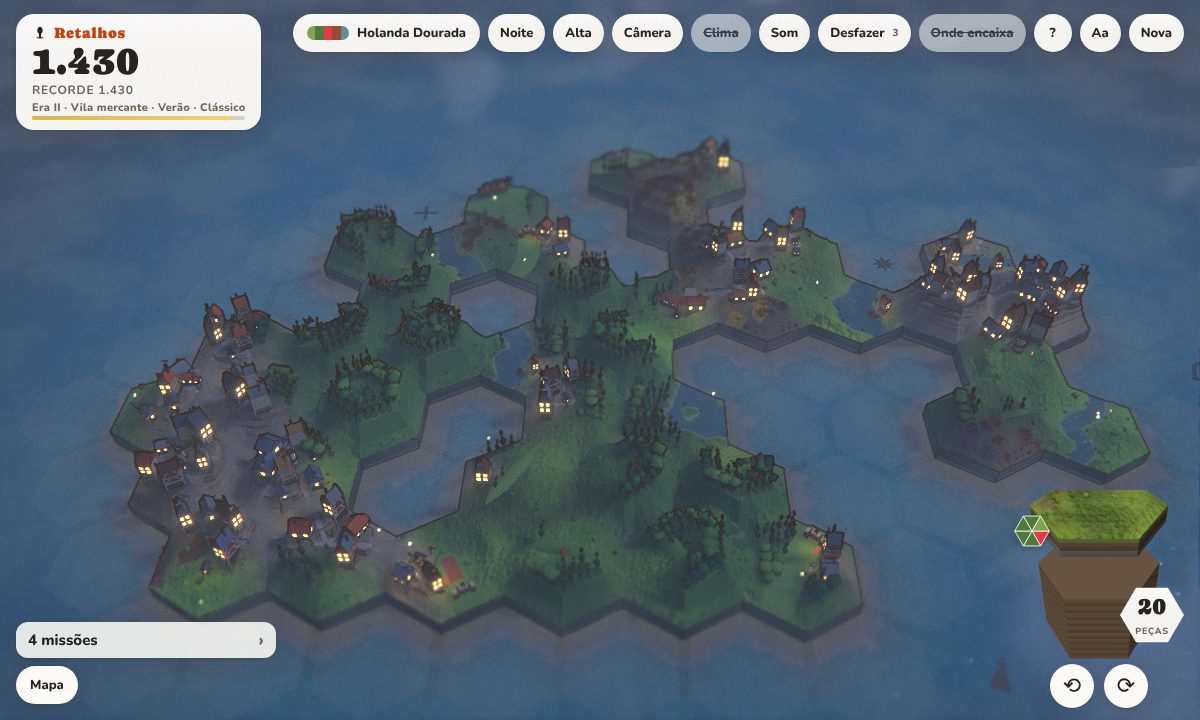 Retalhos
1.430
RECORDE 1.430
Era II · Vila mercante · Verão · Clássico
Holanda Dourada
Noite
Alta
Câmera
Clima
Som
Desfazer 3
Onde encaixa
?
Aa
Nova
20
PEÇAS
4 missões ›
Mapa